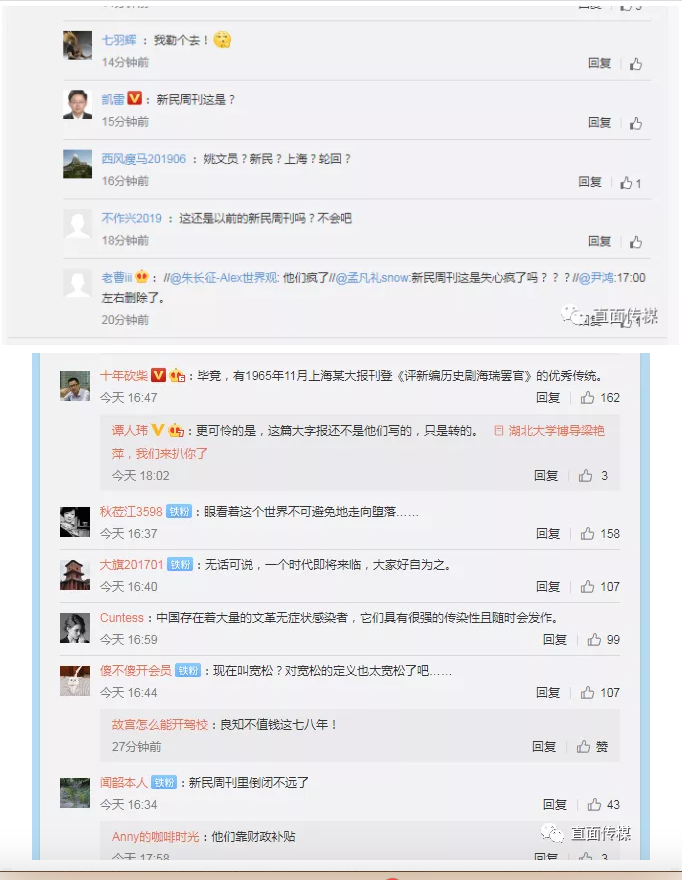 七羽辉 ：我勒个去！
14分钟前
回复
凯雷 ：新民周刊这是？
15分钟前
回复
西风瘦马201906 ：姚文员？新民？上海？轮回？
16分钟前
回复 1
不作兴2019 ：这还是以前的新民周刊吗？不会吧
18分钟前
回复
老曹iii ：//@朱长征-Alex世界观: 他们疯了//@孟凡礼snow:新民周刊这是失心疯了吗？？？//@尹鸿:17:00
左右删除了。
20分钟前
直面传媒
十年砍柴 ：毕竟，有1965年11月上海某大报刊登《评新编历史剧海瑞罢官》的优秀传统。
今天 16:47
回复 162
谭人玮 ：更可怜的是，这篇大字报还不是他们写的，只是转的。 湖北大学博导梁艳
萍，我们来扒你了
今天 18:02
回复 3
秋莅江3598 铁粉 ：眼看着这个世界不可避免地走向堕落……
今天 16:37
回复 158
大旗201701 铁粉 ：无话可说，一个时代即将来临，大家好自为之。
今天 16:40
回复 107
Cuntess：中国存在着大量的文革无症状感染者，它们具有很强的传染性且随时会发作。
今天 16:59
回复 99
傻不傻开会员 铁粉 ：现在叫宽松？对宽松的定义也太宽松了吧……
今天 16:44
回复 107
故宫怎么能开驾校：良知不值钱这七八年！
27分钟前
回复 赞
闻韶本人 铁粉 ：新民周刊里倒闭不远了
今天 16:34
回复 43
Anny的咖啡时光：他们靠财政补贴
直面传媒
今天 17:58
回复 3